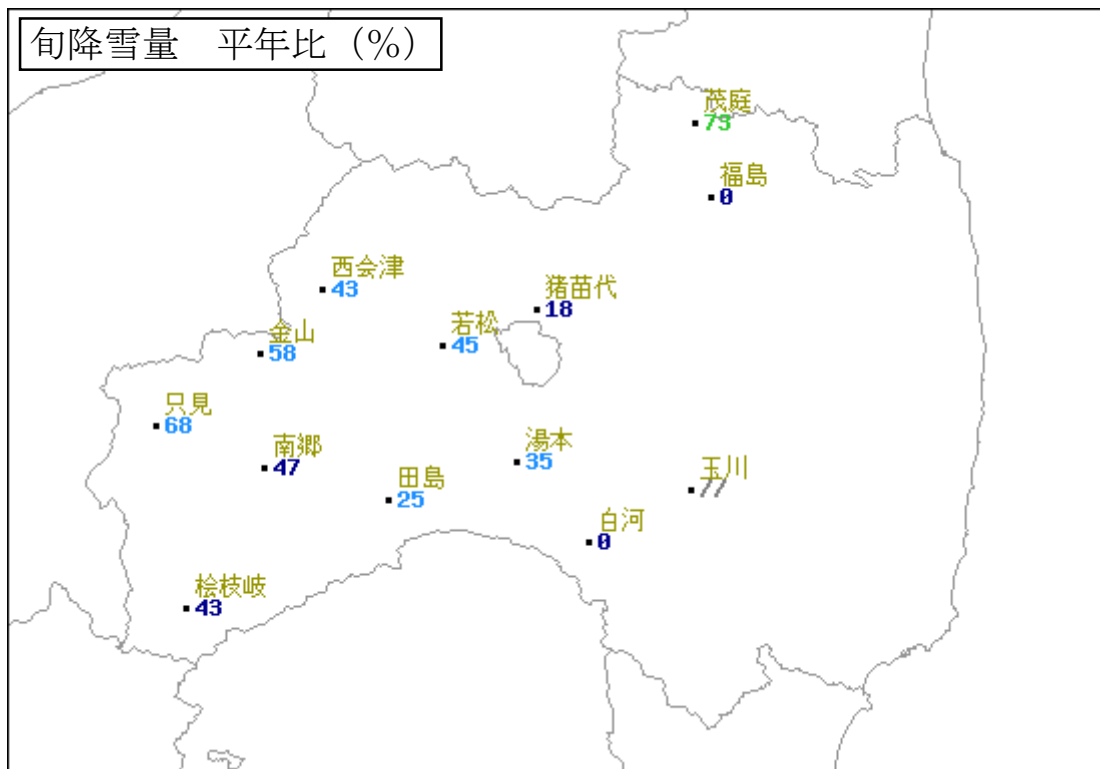 旬降雪量　平年比（%）
茂庭
73
福島
0
西会津
43
猪苗代
18
若松
45
金山
58
只見
68
南郷
47
湯本
35
田島
25
玉川
//
白河
0
桧枝岐
43